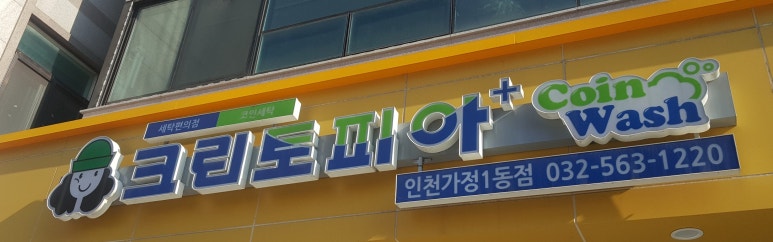 세탁편의점 코인세탁
크린토피아+
Coin
Wash
인천가정1동점 032-563-1220